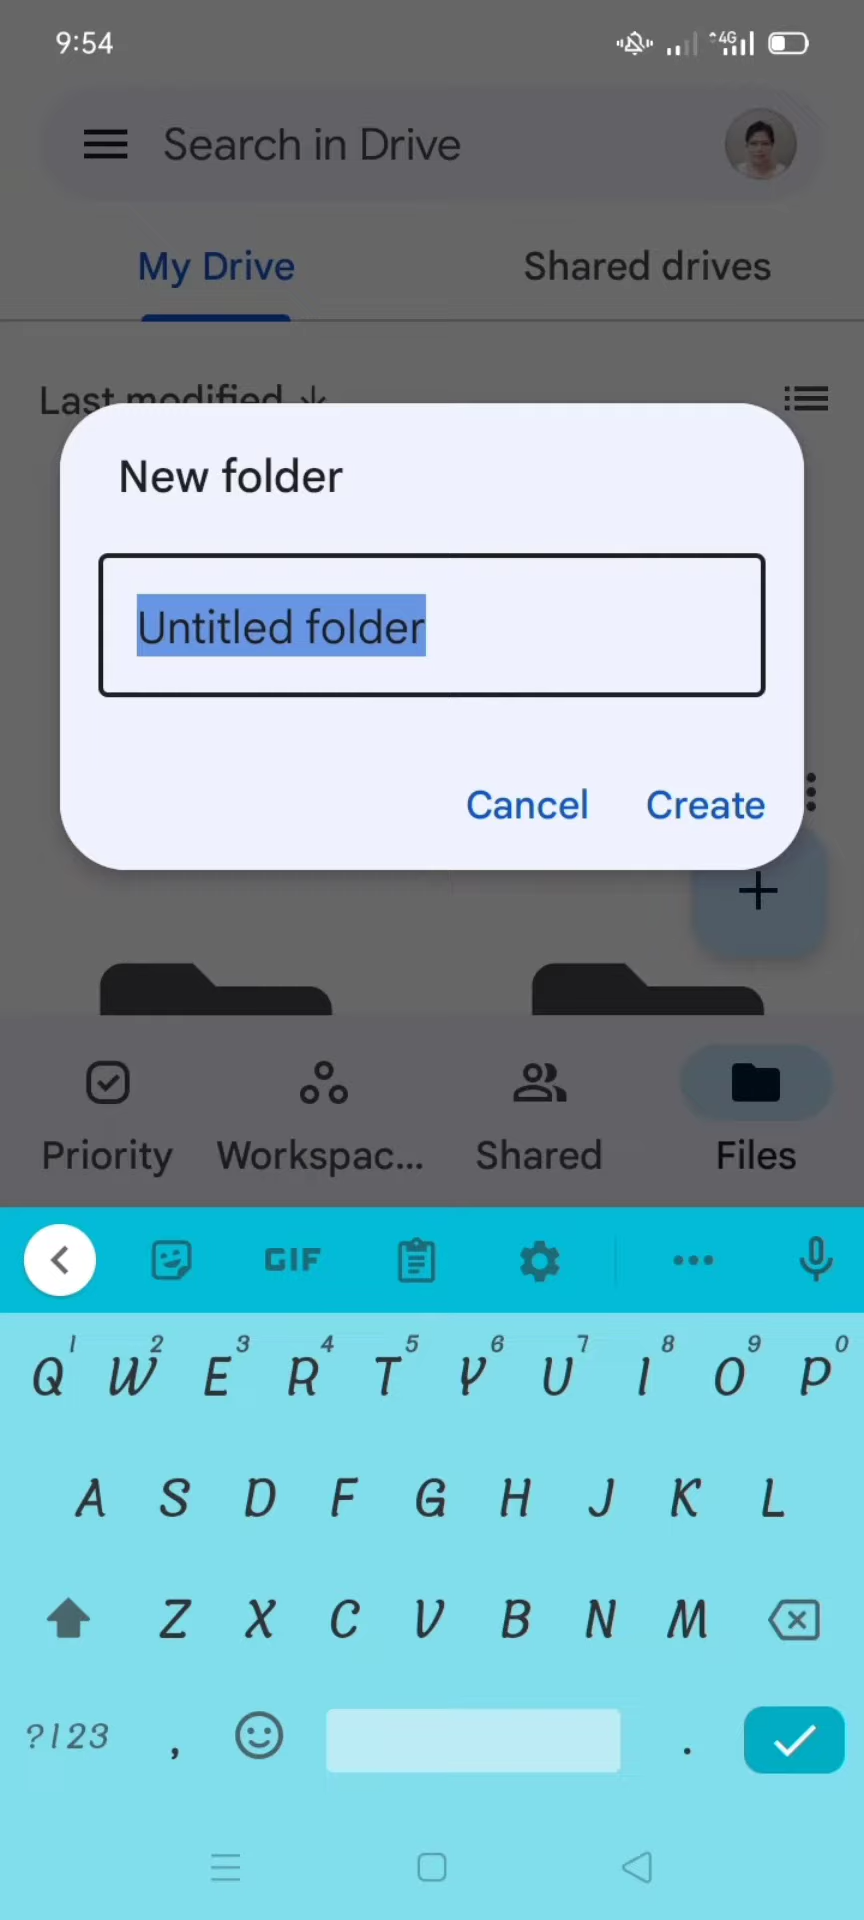 9:54
4G
Search in Drive
My Drive
Shared drives
Last modified
New folder
Untitled folder
Cancel
Create
Priority
Workspac...
Shared
Files
GIF
1 2 3 4 5 6 7 8 9 0
Q W E R T Y U I O P
A S D F G H J K L
Z X C V B N M
?123 , .